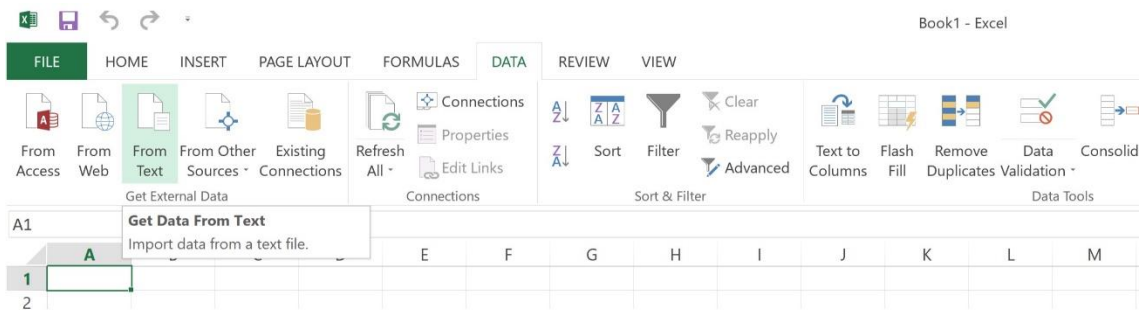 Book1 - Excel
FILE HOME INSERT PAGE LAYOUT FORMULAS DATA REVIEW VIEW
From Access
From Web
From Text
From Other Sources
Existing Connections
Get External Data
Refresh All
Connections
Properties
Edit Links
Connections
Sort
Filter
Clear
Reapply
Advanced
Sort & Filter
Text to Columns
Flash Fill
Remove Duplicates
Data Validation
Consolid
Data Tools
A1
Get Data From Text
Import data from a text file.
A E F G H I J K L M
1
2